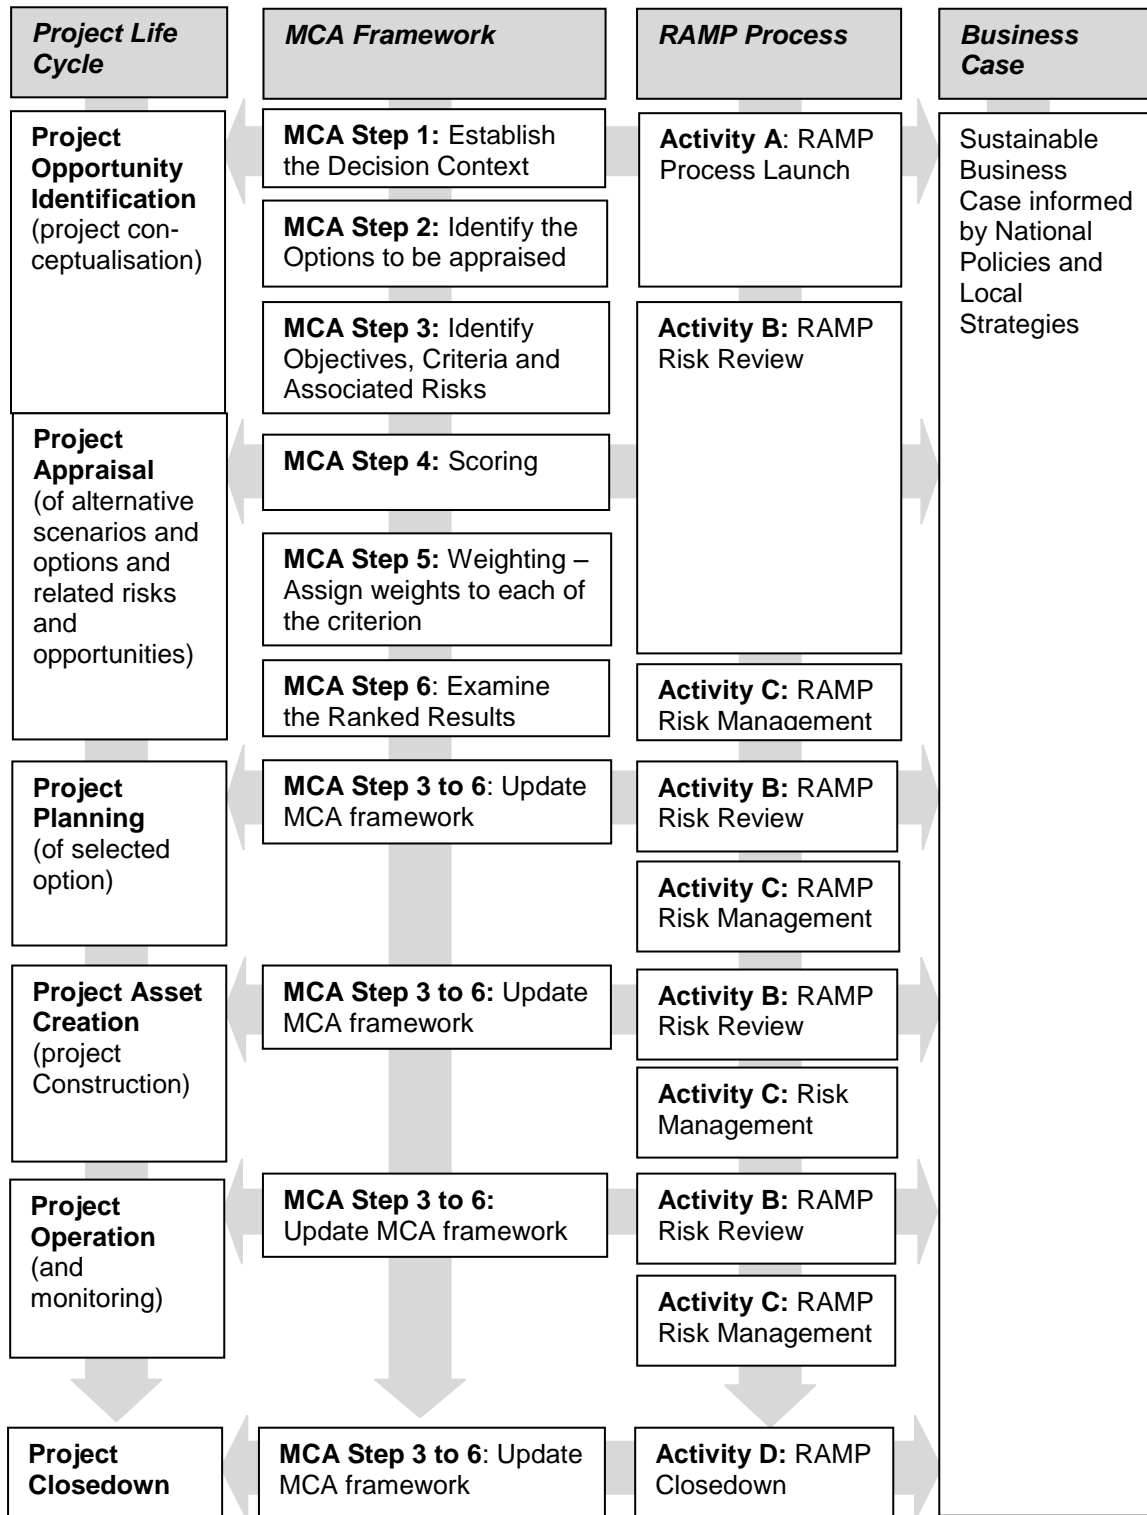 Project Life
Cycle
MCA Framework
RAMP Process
Business
Case
Project
Opportunity
Identification
(project con-
ceptualisation)
MCA Step 1: Establish
the Decision Context
Activity A: RAMP
Process Launch
Sustainable
Business
Case informed
by National
Policies and
Local
Strategies
MCA Step 2: Identify the
Options to be appraised
MCA Step 3: Identify
Objectives, Criteria and
Associated Risks
Activity B: RAMP
Risk Review
Project
Appraisal
(of alternative
scenarios and
options and
related risks
and
opportunities)
MCA Step 4: Scoring
MCA Step 5: Weighting –
Assign weights to each of
the criterion
MCA Step 6: Examine
the Ranked Results
Activity C: RAMP
Risk Management
Project
Planning
(of selected
option)
MCA Step 3 to 6: Update
MCA framework
Activity B: RAMP
Risk Review
Activity C: RAMP
Risk Management
Project Asset
Creation
(project
Construction)
MCA Step 3 to 6: Update
MCA framework
Activity B: RAMP
Risk Review
Activity C: Risk
Management
Project
Operation
(and
monitoring)
MCA Step 3 to 6:
Update MCA framework
Activity B: RAMP
Risk Review
Activity C: RAMP
Risk Management
Project
Closedown
MCA Step 3 to 6: Update
MCA framework
Activity D: RAMP
Closedown